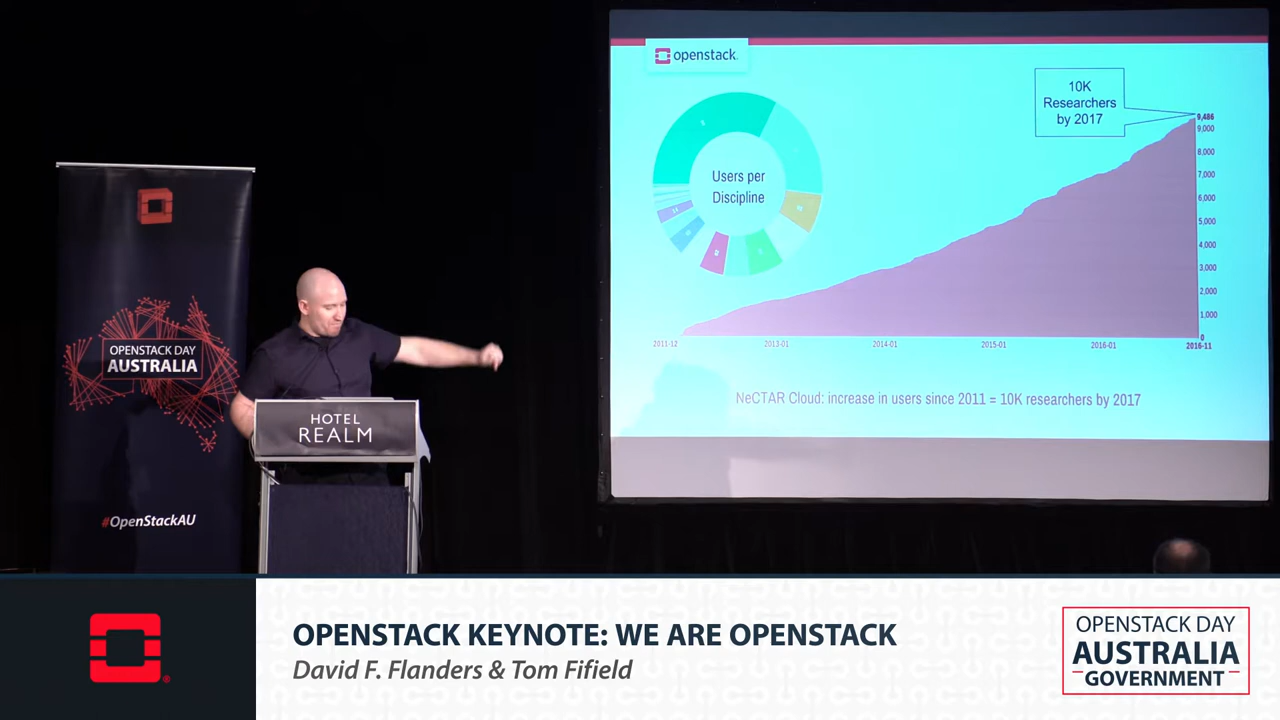 openstack.
10K
Researchers
by 2017
9,486
9,000
8,000
7,000
6,000
5,000
4,000
3,000
2,000
1,000
0
Users per
Discipline
2011-12
2013-01
2014-01
2015-01
2016-01
2016-11
NeCTAR Cloud: increase in users since 2011 = 10K researchers by 2017
OPENSTACK DAY
AUSTRALIA
#OpenStackAU
HOTEL
REALM
OPENSTACK KEYNOTE: WE ARE OPENSTACK
David F. Flanders & Tom Fifield
OPENSTACK DAY
AUSTRALIA
GOVERNMENT